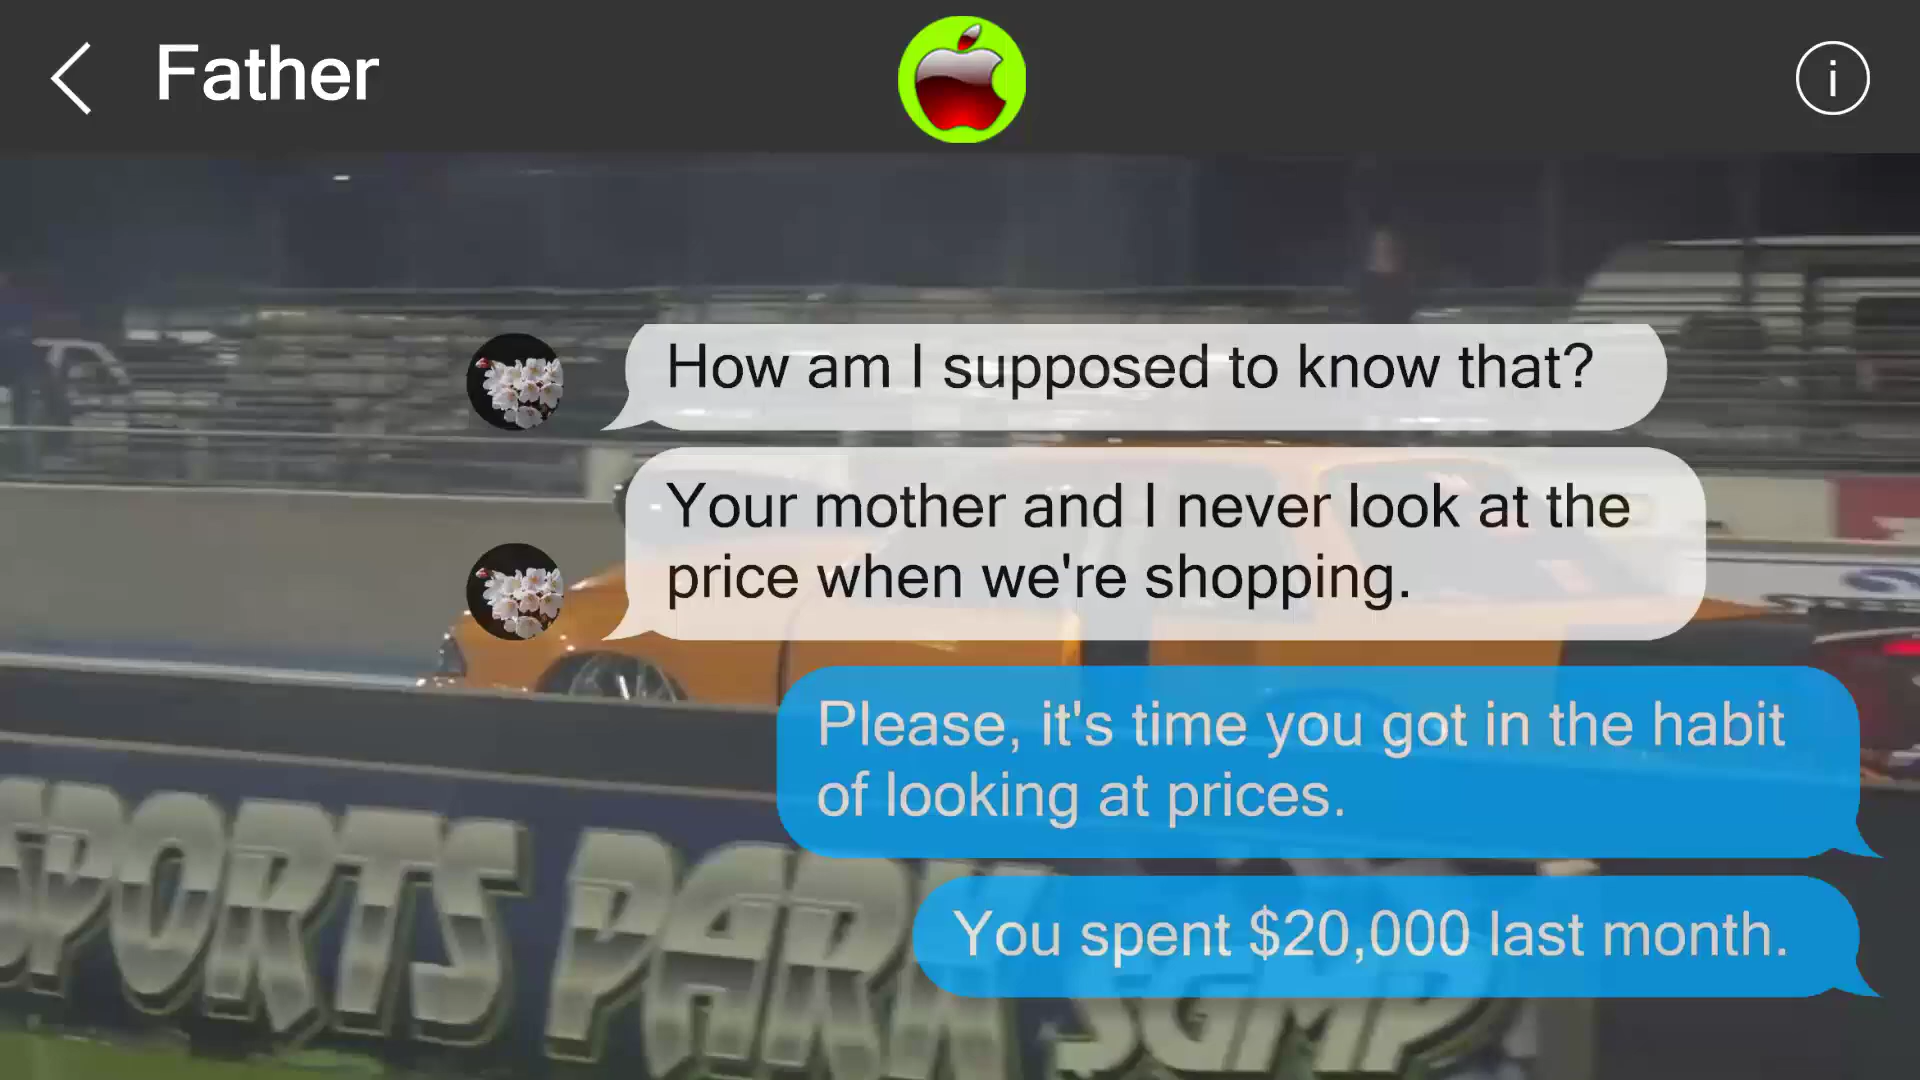 Father
i
How am I supposed to know that?
Your mother and I never look at the
price when we're shopping.
Please, it's time you got in the habit
of looking at prices.
You spent $20,000 last month.
SPORTS PARK SGMP